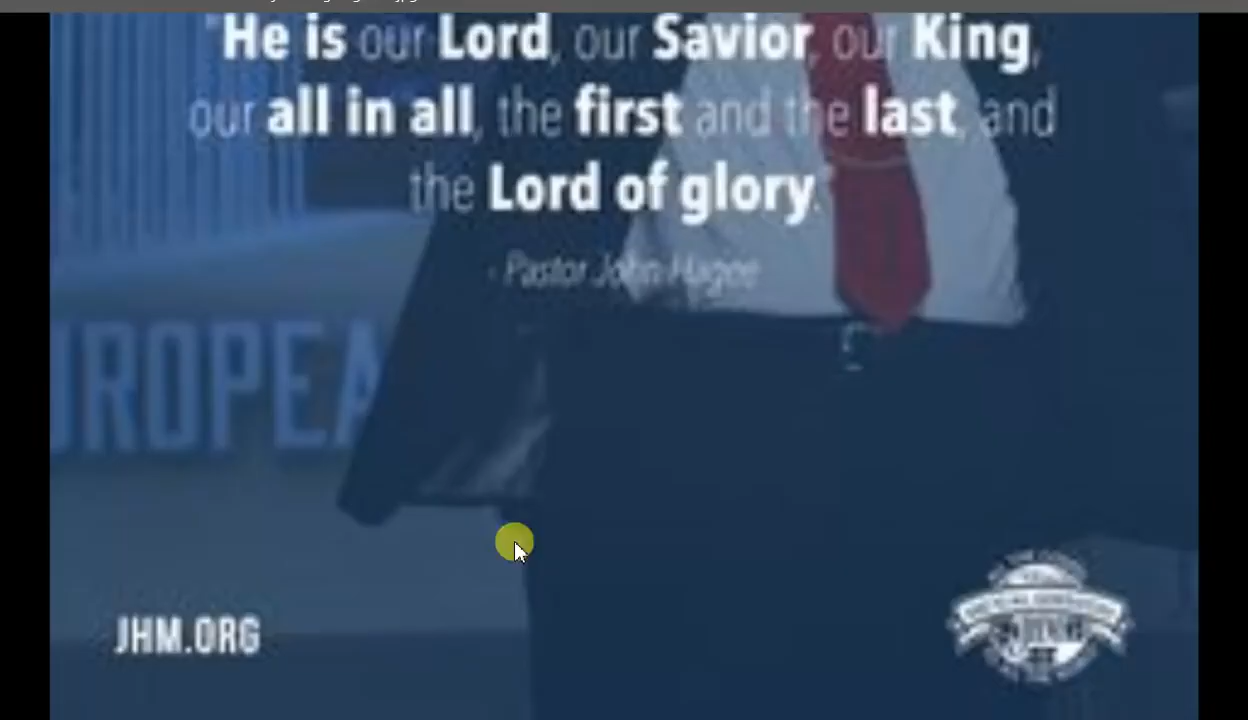 "He is our Lord, our Savior, our King,
our all in all, the first and the last, and
the Lord of glory.
- Pastor John Hagee
UROPEA
JHM.ORG